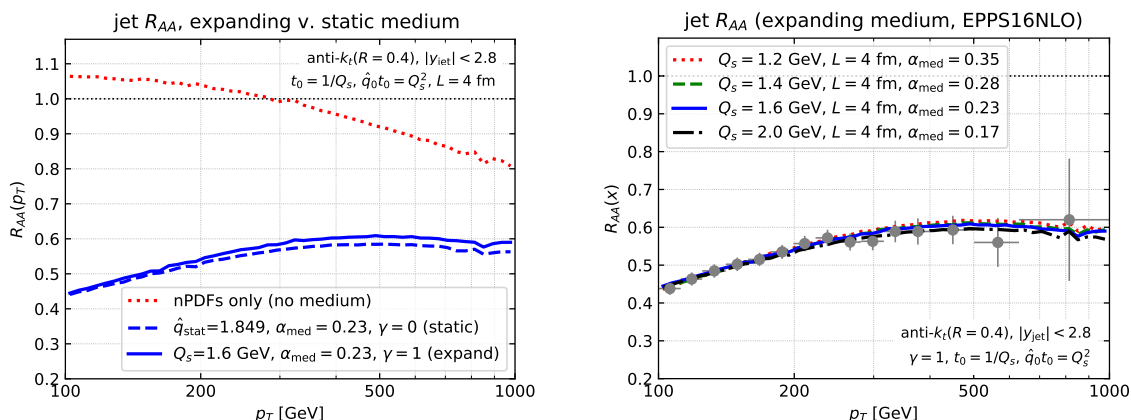 jet R_AA, expanding v. static medium
anti-k_t(R = 0.4), |y_jet| < 2.8
t_0 = 1/Q_s, q̂_0t_0 = Q_s^2, L = 4 fm
R_AA(p_T)
1.1
1.0
0.9
0.8
0.7
0.6
0.5
0.4
0.3
0.2
nPDFs only (no medium)
q̂_stat=1.849, α_med = 0.23, γ = 0 (static)
Q_s=1.6 GeV, α_med = 0.23, γ = 1 (expand)
100 200 500 1000
p_T [GeV]
jet R_AA (expanding medium, EPPS16NLO)
Q_s = 1.2 GeV, L = 4 fm, α_med = 0.35
Q_s = 1.4 GeV, L = 4 fm, α_med = 0.28
Q_s = 1.6 GeV, L = 4 fm, α_med = 0.23
Q_s = 2.0 GeV, L = 4 fm, α_med = 0.17
R_AA(x)
1.0
0.9
0.8
0.7
0.6
0.5
0.4
0.3
0.2
anti-k_t(R = 0.4), |y_jet| < 2.8
γ = 1, t_0 = 1/Q_s, q̂_0t_0 = Q_s^2
100 200 500 1000
p_T [GeV]